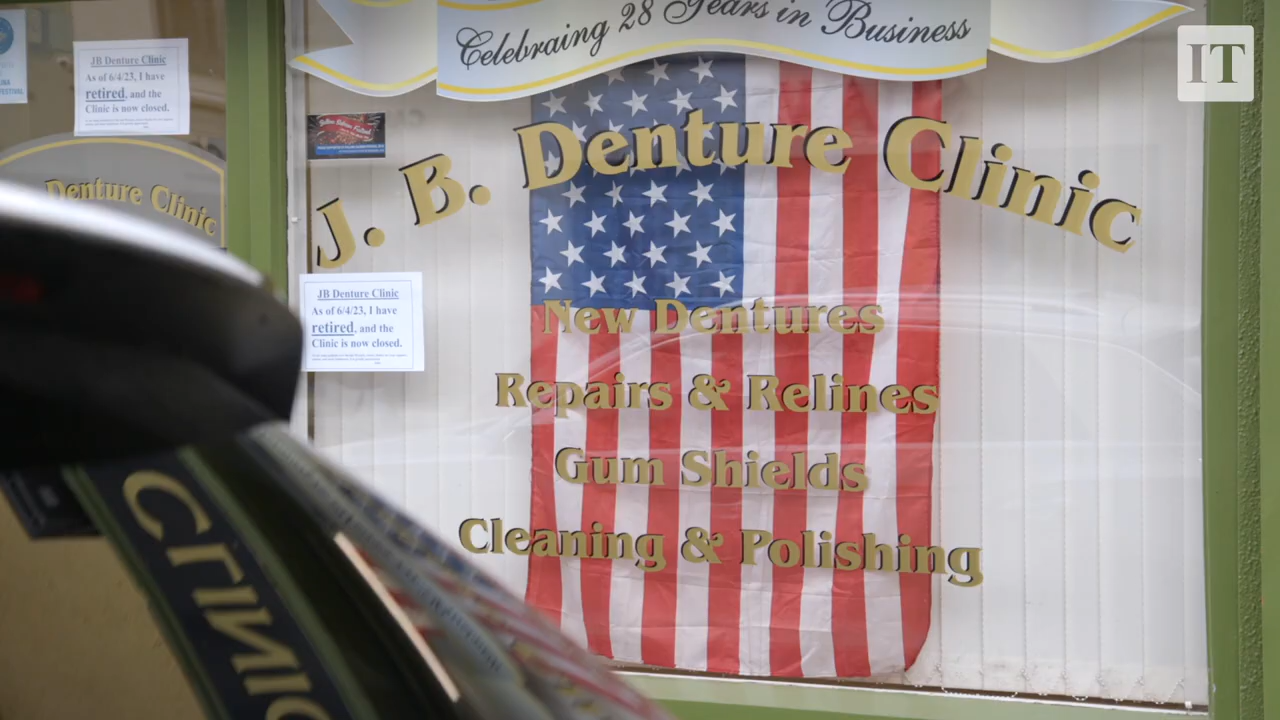 Celebraing 28 Years in Business
IT
JB Denture Clinic
As of 6/4/23, I have
retired, and the
Clinic is now closed.
FESTIVAL
Denture Clinic
J. B. Denture Clinic
JB Denture Clinic
As of 6/4/23, I have
retired, and the
Clinic is now closed.
New Dentures
Repairs & Relines
Gum Shields
Cleaning & Polishing